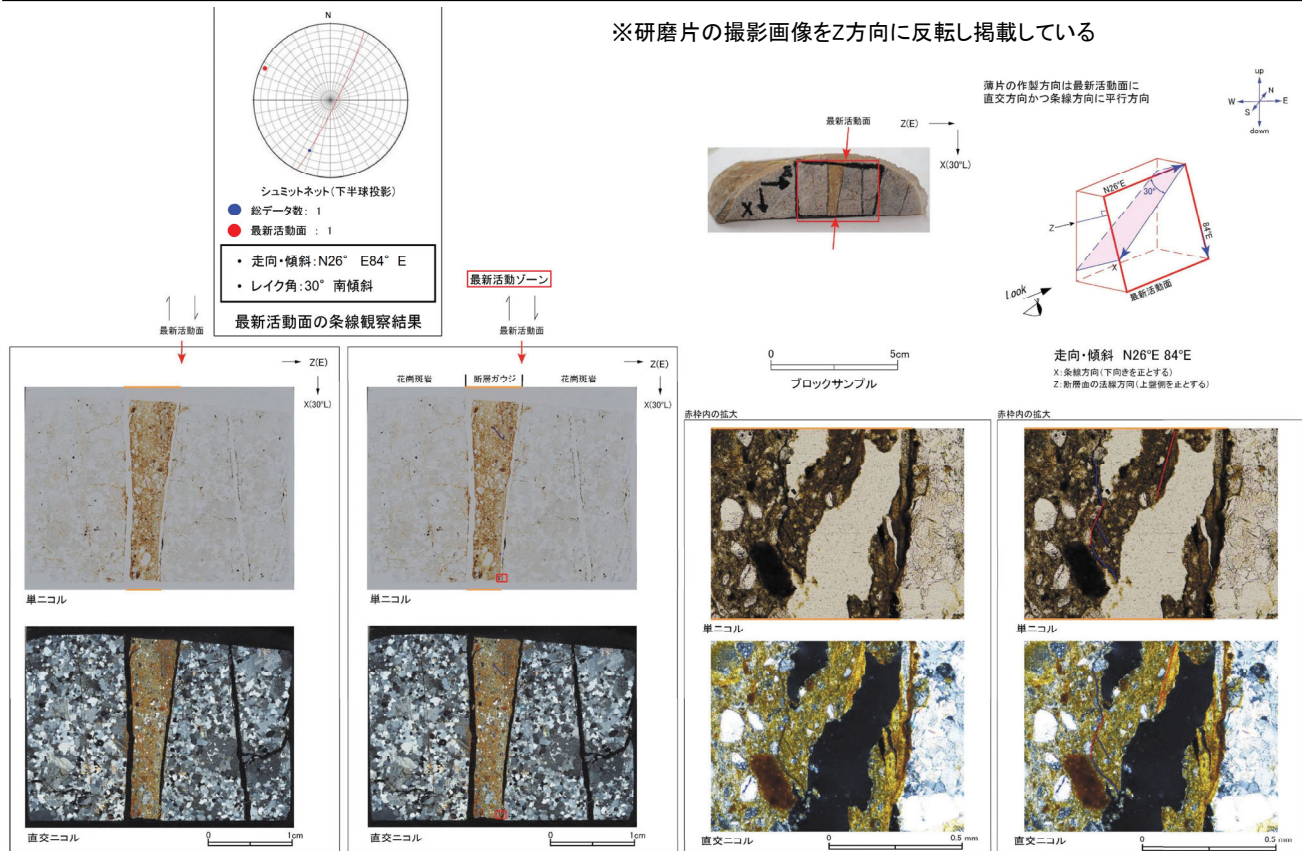 ※研磨片の撮影画像をZ方向に反転し掲載している
N
シュミットネット(下半球投影)
総データ数: 1
最新活動面 : 1
・ 走向・傾斜:N26° E84° E
・ レイク角:30° 南傾斜
最新活動面の条線観察結果
薄片の作製方向は最新活動面に
直交方向かつ条線方向に平行方向
up
N
W
E
S
down
最新活動面
Z(E)
X(30°L)
X
N26°E
30°
84°E
Z
X
Look
最新活動面
0
5cm
ブロックサンプル
走向・傾斜 N26°E 84°E
X:条線方向(下向きを正とする)
Z:断層面の法線方向(上盤側を正とする)
最新活動面
Z(E)
X(30°L)
単ニコル
直交ニコル
0
1cm
最新活動ゾーン
最新活動面
Z(E)
花崗斑岩
断層ガウジ
花崗斑岩
X(30°L)
単ニコル
直交ニコル
0
1cm
赤枠内の拡大
単ニコル
直交ニコル
0
0.5 mm
赤枠内の拡大
単ニコル
直交ニコル
0
0.5 mm